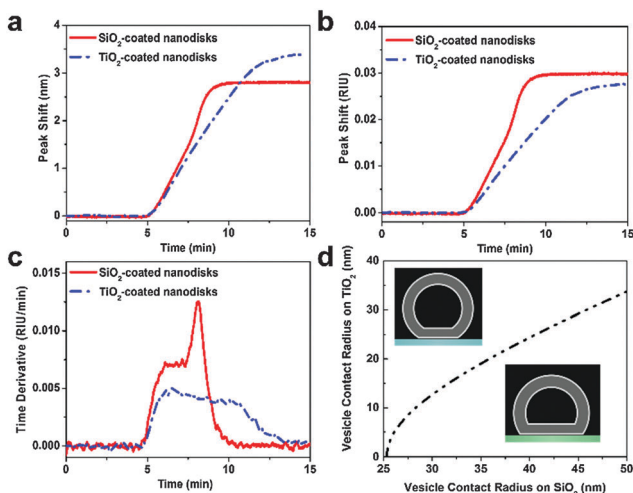 a
SiO₂-coated nanodisks
TiO₂-coated nanodisks
4
3
2
1
0
Peak Shift (nm)
0 5 10 15
Time (min)
b
SiO₂-coated nanodisks
TiO₂-coated nanodisks
0.03
0.02
0.01
0.00
Peak Shift (RIU)
0 5 10 15
Time (min)
c
SiO₂-coated nanodisks
TiO₂-coated nanodisks
0.015
0.010
0.005
0.000
Time Derivative (RIU/min)
0 5 10 15
Time (min)
d
40
30
20
10
0
Vesicle Contact Radius on TiO₂ (nm)
25 30 35 40 45 50
Vesicle Contact Radius on SiO₂ (nm)